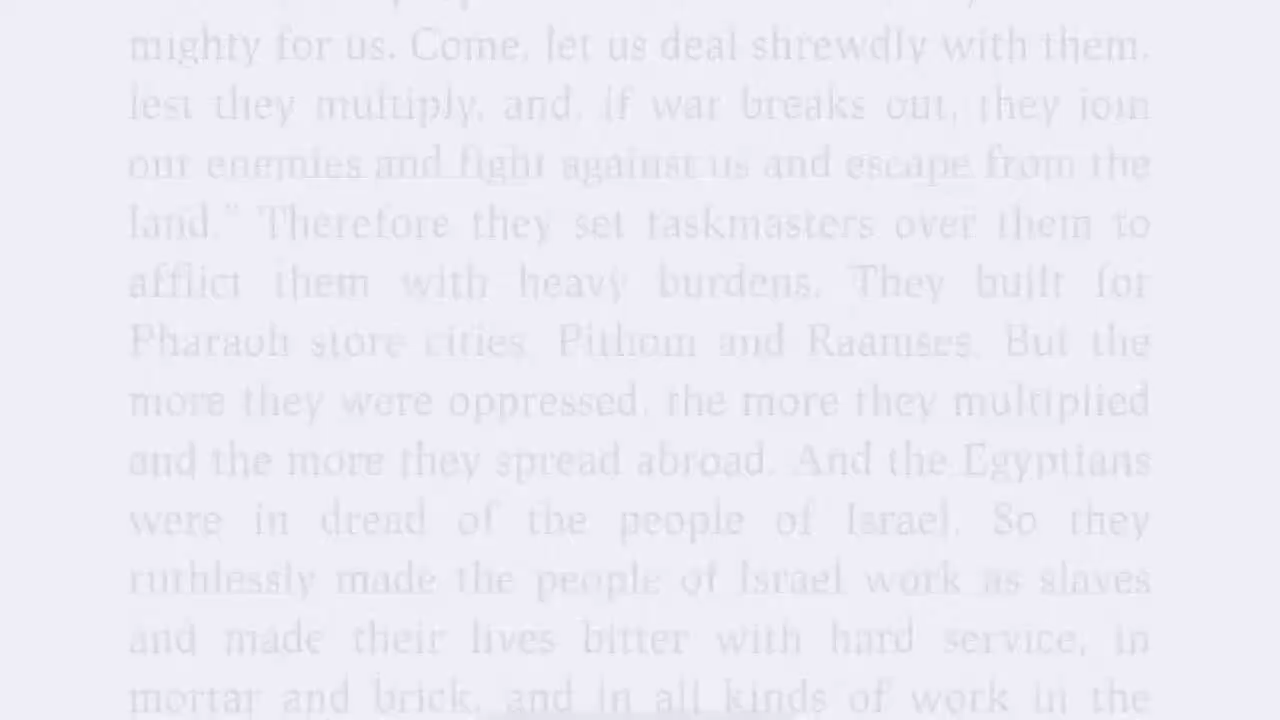 mighty for us. Come, let us deal shrewdly with them,
lest they multiply, and, if war breaks out, they join
our enemies and fight against us and escape from the
land." Therefore they set taskmasters over them to
afflict them with heavy burdens. They built for
Pharaoh store cities, Pithom and Raamses. But the
more they were oppressed, the more they multiplied
and the more they spread abroad. And the Egyptians
were in dread of the people of Israel. So they
ruthlessly made the people of Israel work as slaves
and made their lives bitter with hard service, in
mortar and brick, and in all kinds of work in the